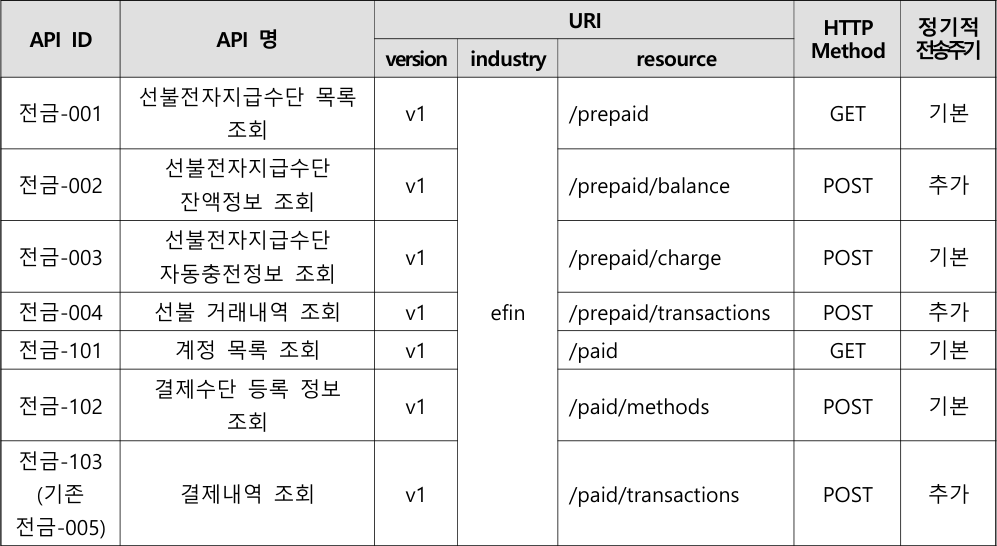 API ID API 명 URI HTTP Method 정기적 전송주기
version industry resource
전금-001 선불전자지급수단 목록 조회 v1 efin /prepaid GET 기본
전금-002 선불전자지급수단 잔액정보 조회 v1 /prepaid/balance POST 추가
전금-003 선불전자지급수단 자동충전정보 조회 v1 /prepaid/charge POST 기본
전금-004 선불 거래내역 조회 v1 /prepaid/transactions POST 추가
전금-101 계정 목록 조회 v1 /paid GET 기본
전금-102 결제수단 등록 정보 조회 v1 /paid/methods POST 기본
전금-103 (기존 전금-005) 결제내역 조회 v1 /paid/transactions POST 추가